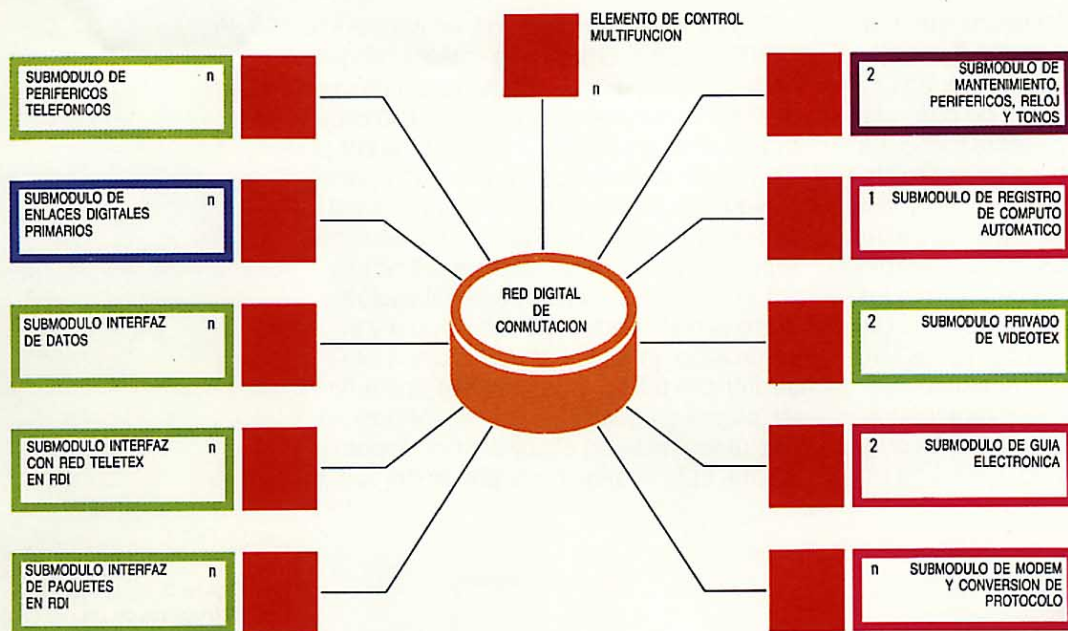 ELEMENTO DE CONTROL
MULTIFUNCION
n
SUBMODULO DE n
PERIFERICOS
TELEFONICOS
SUBMODULO DE n
ENLACES DIGITALES
PRIMARIOS
SUBMODULO INTERFAZ n
DE DATOS
SUBMODULO INTERFAZ n
CON RED TELETEX
EN RDI
SUBMODULO INTERFAZ n
DE PAQUETES
EN RDI
RED DIGITAL
DE
CONMUTACION
2 SUBMODULO DE
MANTENIMIENTO,
PERIFERICOS, RELOJ
Y TONOS
1 SUBMODULO DE REGISTRO
DE COMPUTO
AUTOMATICO
2 SUBMODULO PRIVADO
DE VIDEOTEX
2 SUBMODULO DE GUIA
ELECTRONICA
n SUBMODULO DE MODEM
Y CONVERSION DE
PROTOCOLO